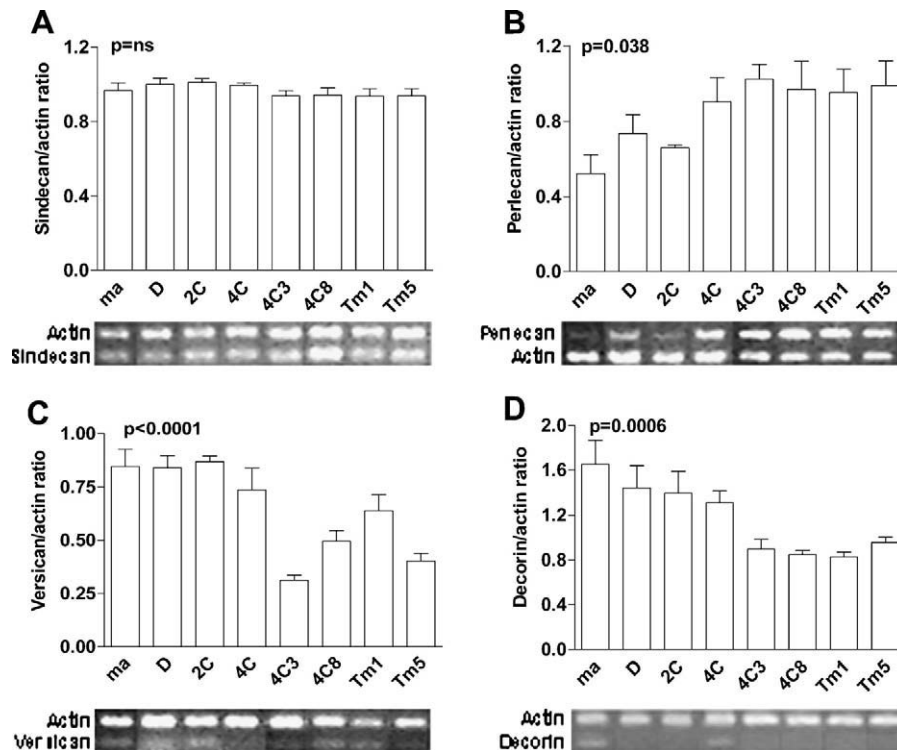 A
p=ns
Sindecan/actin ratio
1.2
0.8
0.4
0.0
ma D 2C 4C 4C3 4C8 Tm1 Tm5
Actin
Sindecan
B
p=0.038
Perlecan/actin ratio
1.2
0.8
0.4
0.0
ma D 2C 4C 4C3 4C8 Tm1 Tm5
Perlecan
Actin
C
p<0.0001
Versican/actin ratio
1.00
0.75
0.50
0.25
0.00
ma D 2C 4C 4C3 4C8 Tm1 Tm5
Actin
Versican
D
p=0.0006
Decorin/actin ratio
2.0
1.6
1.2
0.8
0.4
0.0
ma D 2C 4C 4C3 4C8 Tm1 Tm5
Actin
Decorin